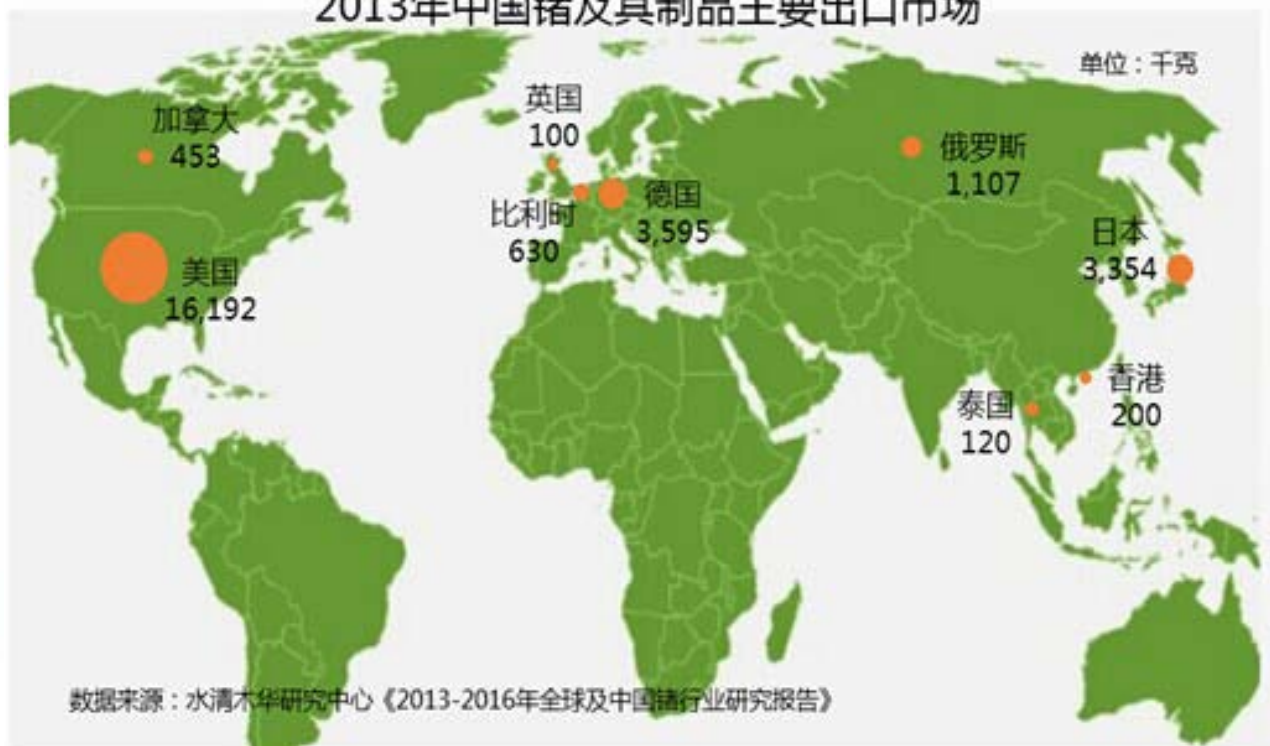 2013年中国锗及其制品主要出口市场
单位：千克
加拿大
453
英国
100
俄罗斯
1,107
德国
3,595
比利时
630
日本
3,354
美国
16,192
香港
200
泰国
120
数据来源：水清木华研究中心《2013-2016年全球及中国锗行业研究报告》